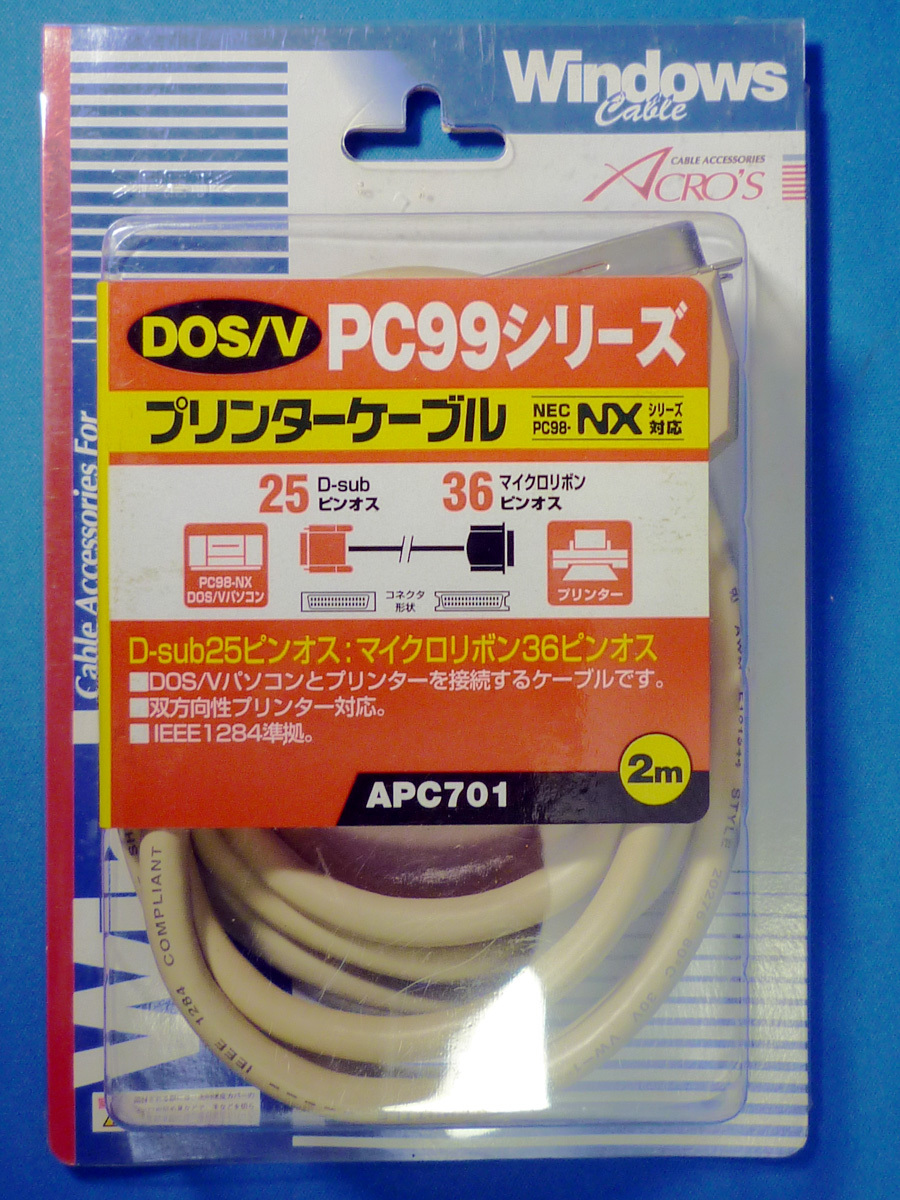 Windows
Cable
CABLE ACCESSORIES
ACRO'S
DOS/V PC99シリーズ
プリンターケーブル
NEC
PC98-
NX
シリーズ
対応
25 D-sub
ピンオス
36 マイクロリボン
ピンオス
PC98-NX
DOS/Vパソコン
コネクタ
形状
プリンター
D-sub25ピンオス:マイクロリボン36ピンオス
■DOS/Vパソコンとプリンターを接続するケーブルです。
■双方向性プリンター対応。
■IEEE1284準拠。
2m
APC701
Cable Accessories For
IEEE 1284 COMPLIANT
STYLE